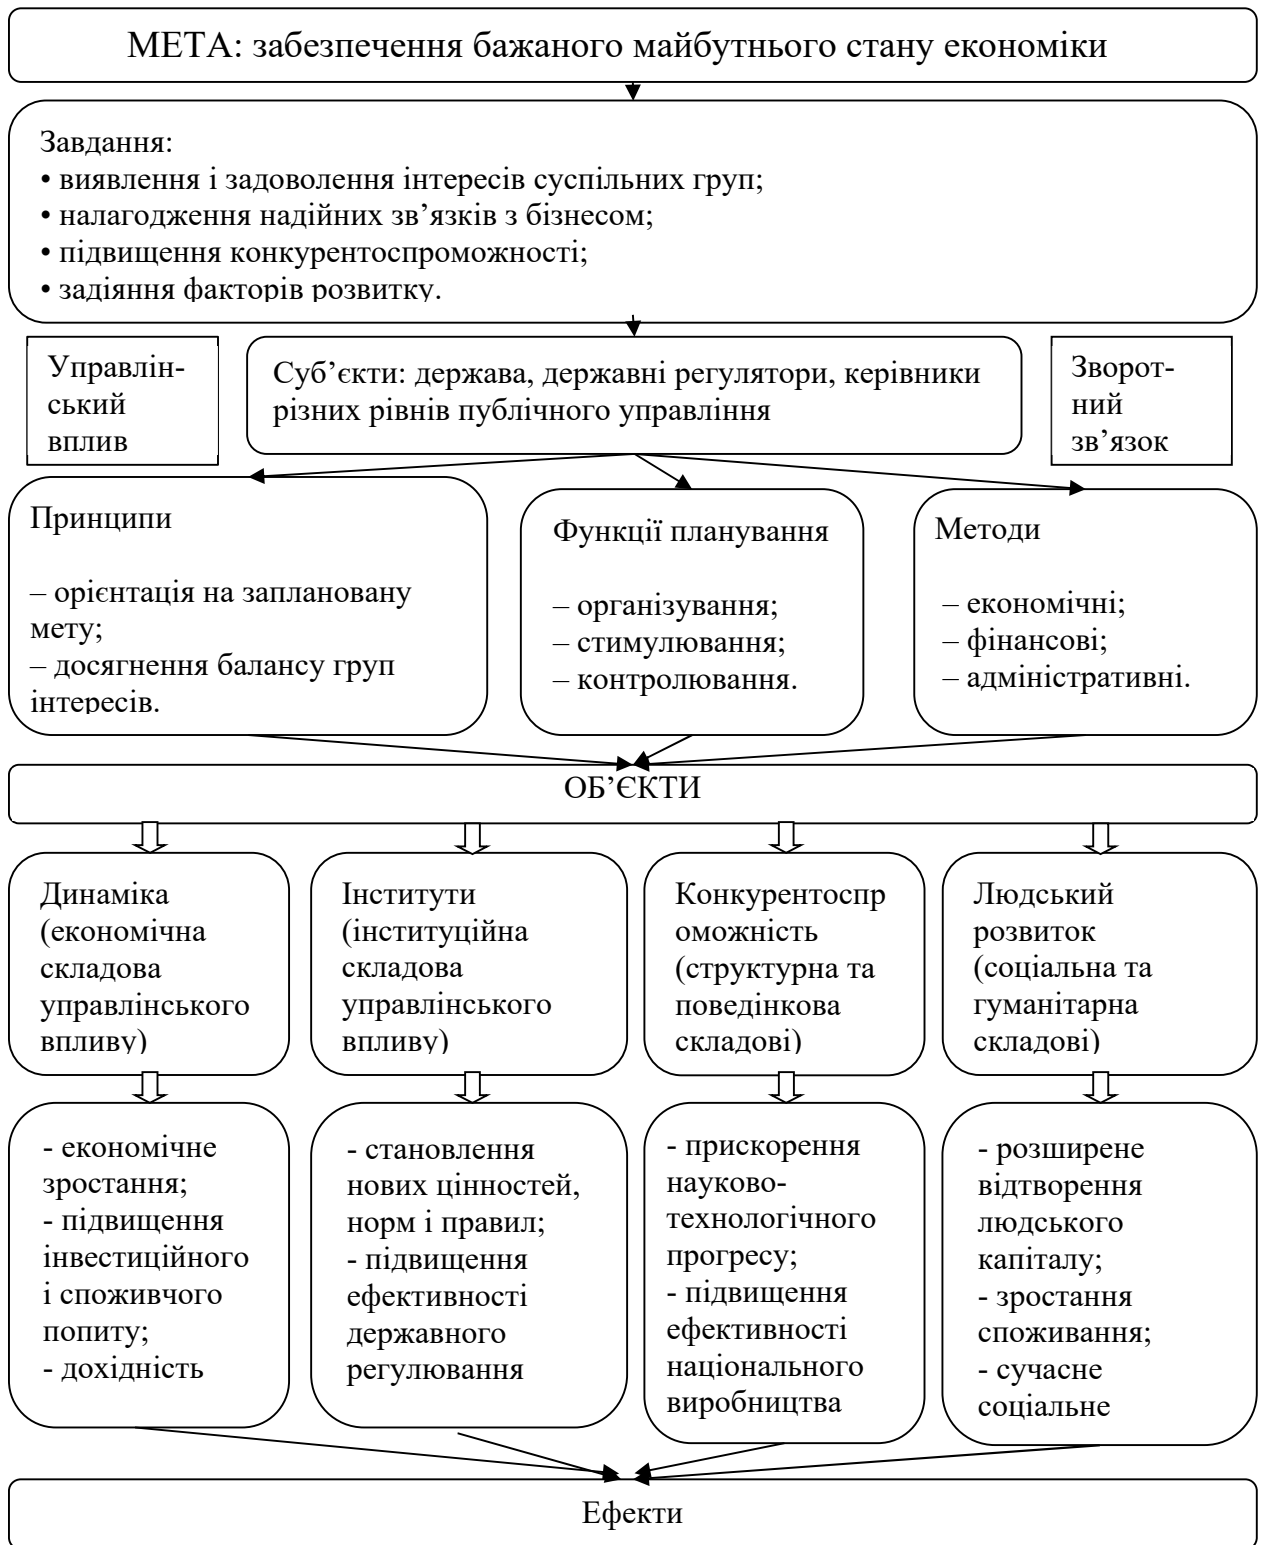 МЕТА: забезпечення бажаного майбутнього стану економіки
Завдання:
• виявлення і задоволення інтересів суспільних груп;
• налагодження надійних зв’язків з бізнесом;
• підвищення конкурентоспроможності;
• задіяння факторів розвитку.
Управлін-
ський
вплив
Суб’єкти: держава, державні регулятори, керівники
різних рівнів публічного управління
Зворот-
ний
зв’язок
Принципи
– орієнтація на заплановану
мету;
– досягнення балансу груп
інтересів.
Функції планування
– організування;
– стимулювання;
– контролювання.
Методи
– економічні;
– фінансові;
– адміністративні.
ОБ’ЄКТИ
Динаміка
(економічна
складова
управлінського
впливу)
Інститути
(інституційна
складова
управлінського
впливу)
Конкурентоспр
оможність
(структурна та
поведінкова
складові)
Людський
розвиток
(соціальна та
гуманітарна
складові)
- економічне
зростання;
- підвищення
інвестиційного
і споживчого
попиту;
- дохідність
- становлення
нових цінностей,
норм і правил;
- підвищення
ефективності
державного
регулювання
- прискорення
науково-
технологічного
прогресу;
- підвищення
ефективності
національного
виробництва
- розширене
відтворення
людського
капіталу;
- зростання
споживання;
- сучасне
соціальне
Ефекти